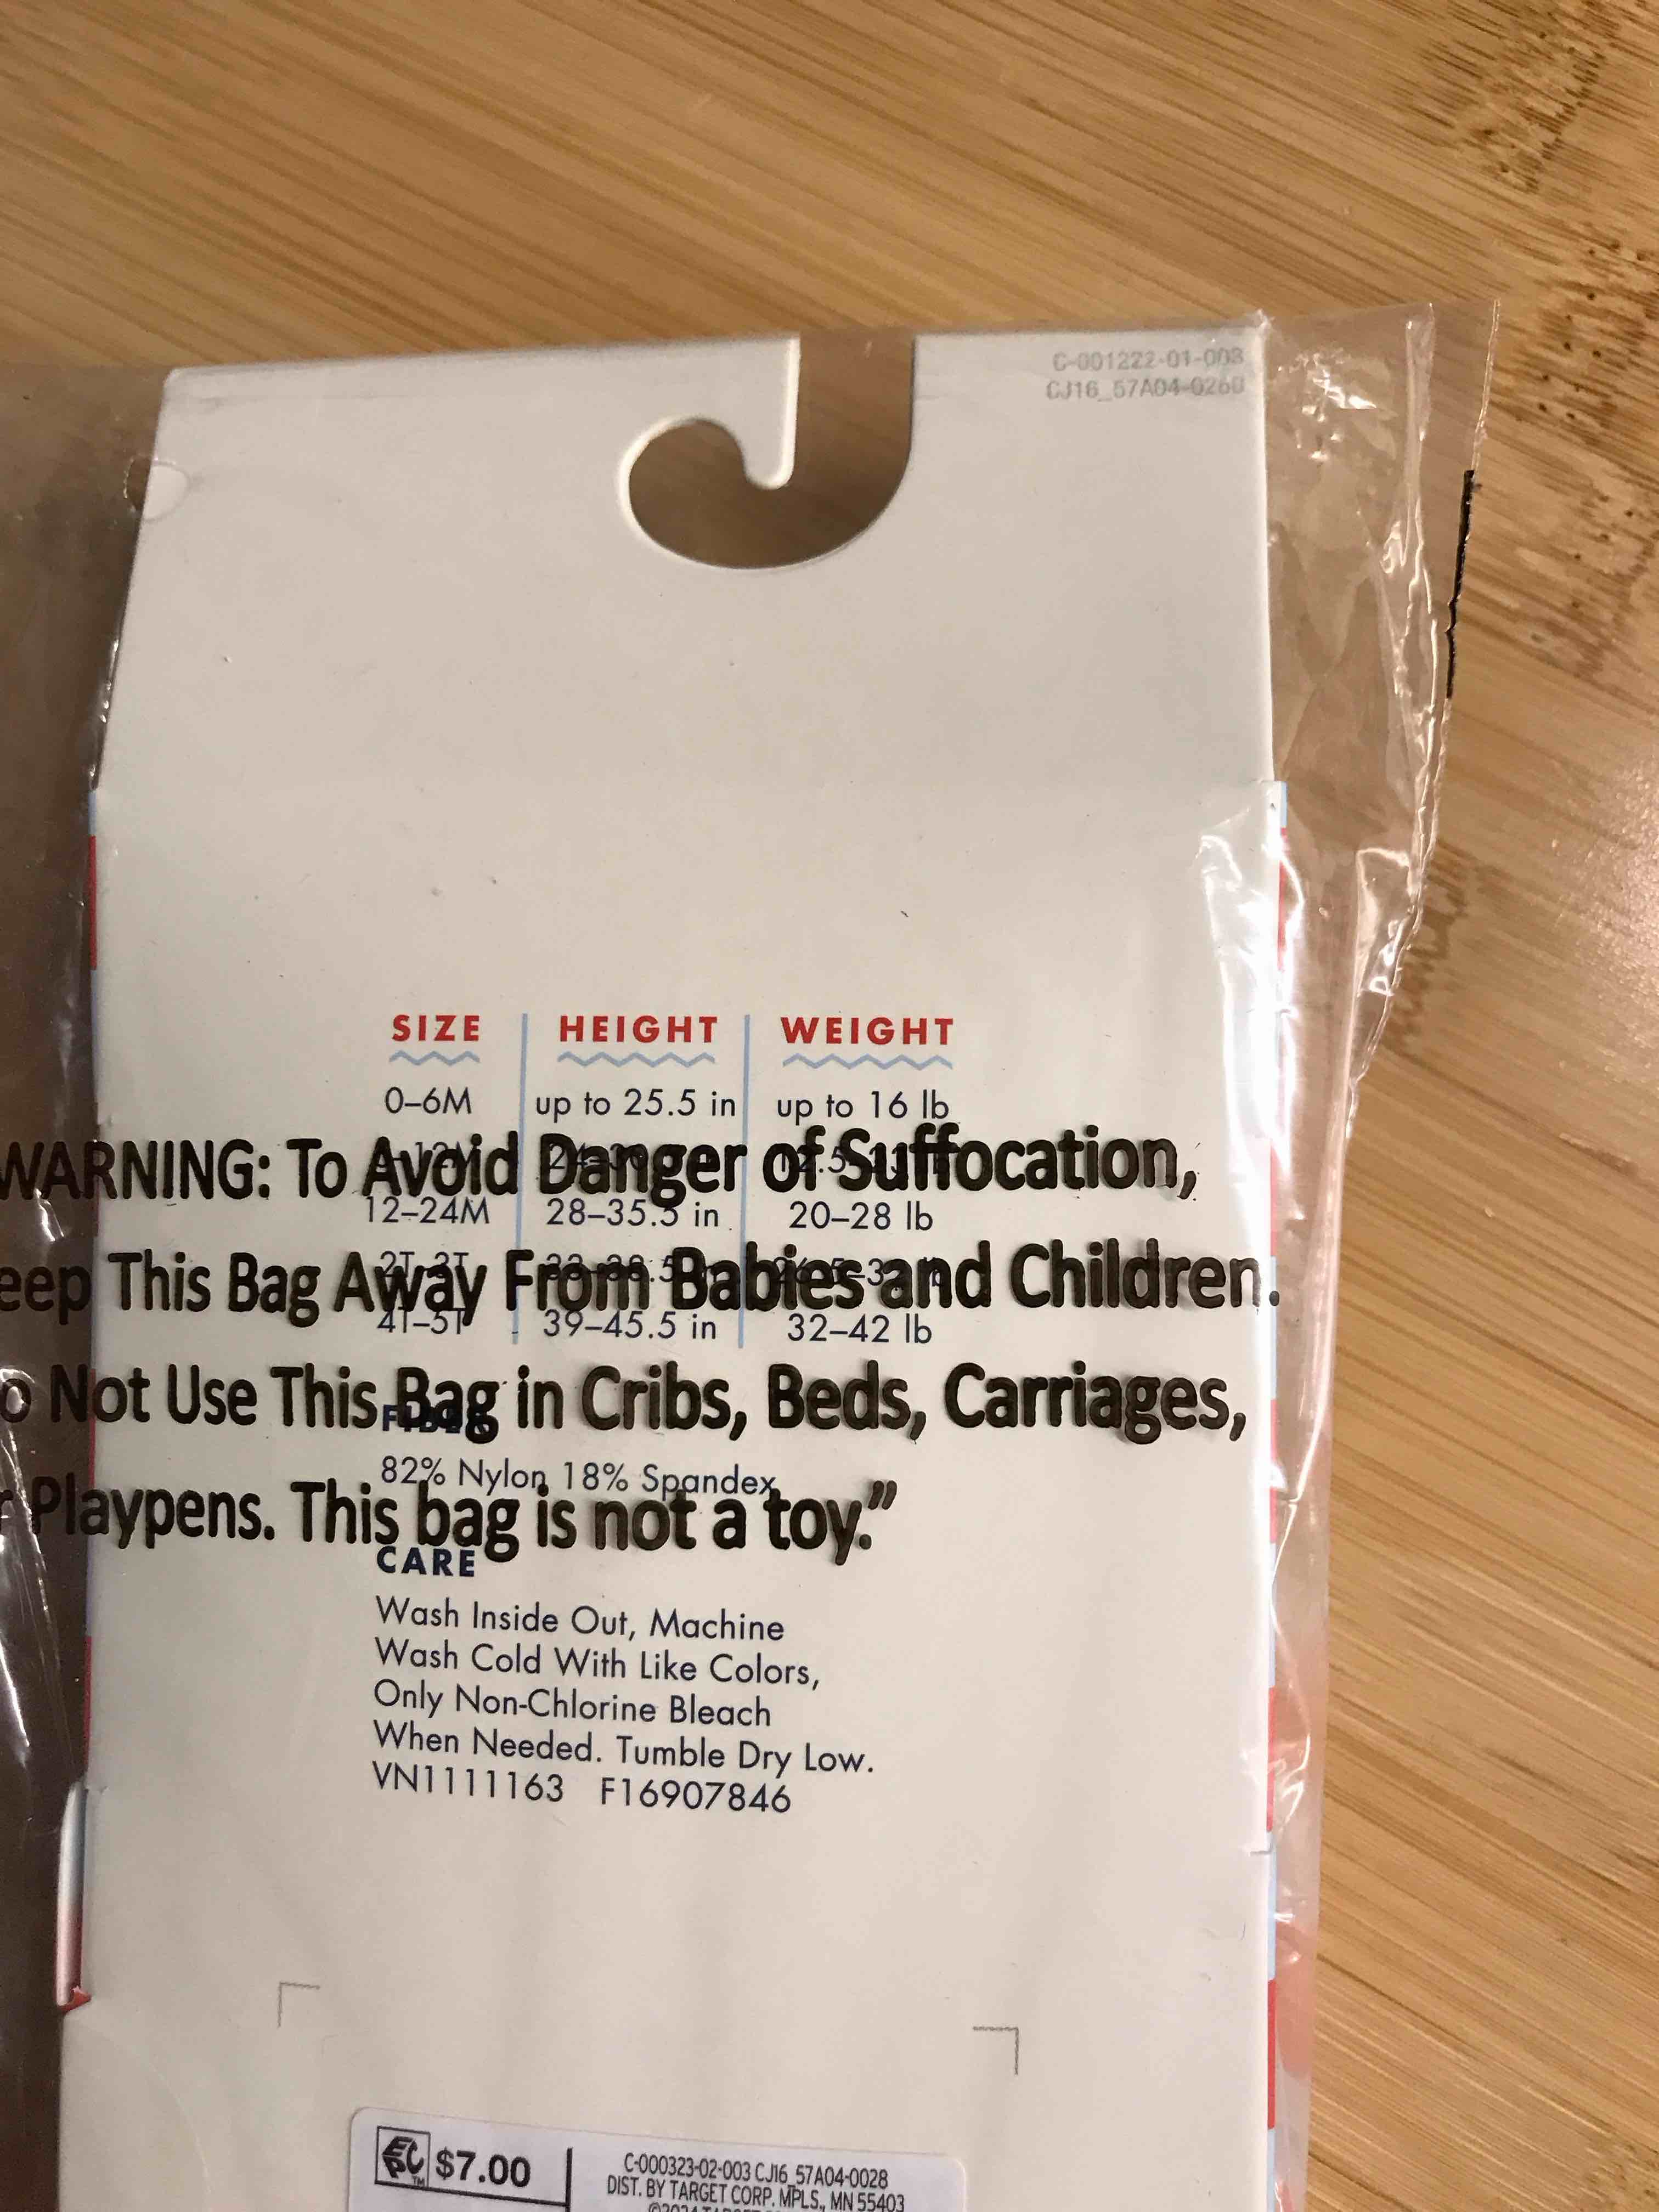 C-001222-01-003
CJ16_57A04-0260
SIZE HEIGHT WEIGHT
0–6M up to 25.5 in up to 16 lb
WARNING: To Avoid Danger of Suffocation,
12–24M 28–35.5 in 20–28 lb
eep This Bag Away From Babies and Children.
4T–5T 39–45.5 in 32–42 lb
o Not Use This Bag in Cribs, Beds, Carriages,
FIBER
82% Nylon 18% Spandex
r Playpens. This bag is not a toy.”
CARE
Wash Inside Out, Machine
Wash Cold With Like Colors,
Only Non-Chlorine Bleach
When Needed. Tumble Dry Low.
VN1111163 F16907846
$7.00
C-000323-02-003 CJ16_57A04-0028
DIST. BY TARGET CORP. MPLS., MN 55403